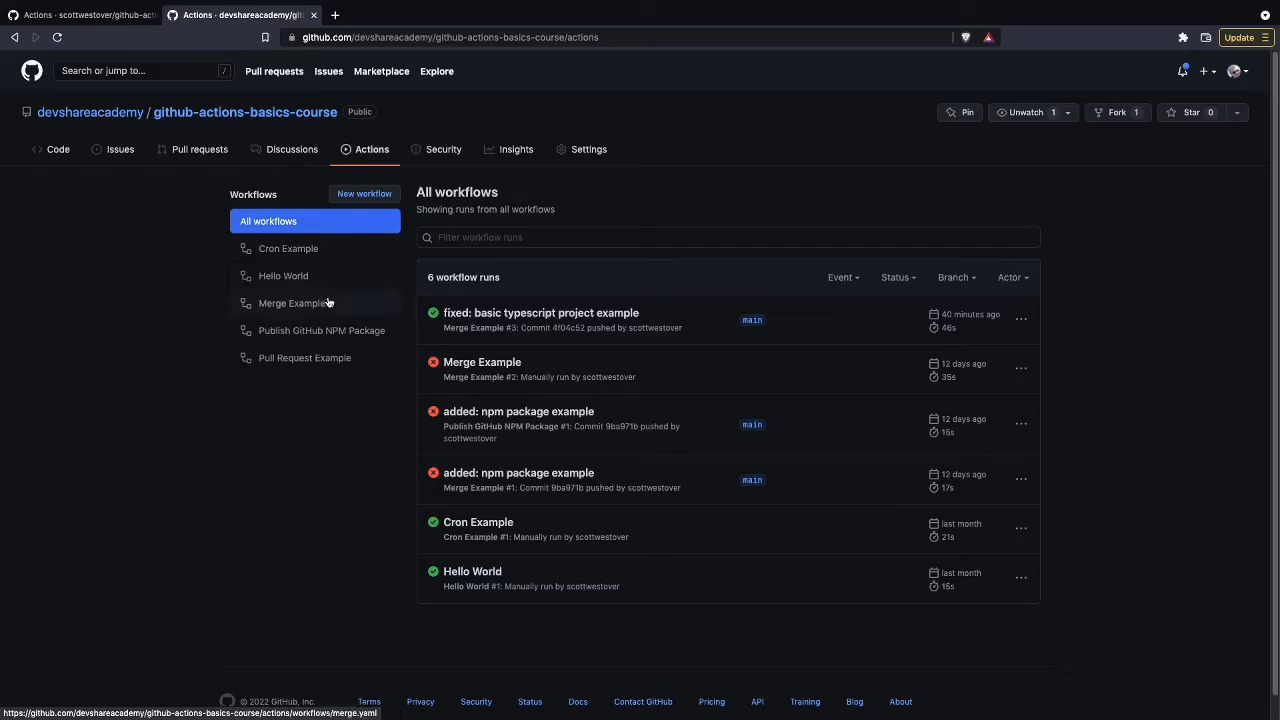 Actions · scottwestover/github-acti
Actions · devshareacademy/giti
github.com/devshareacademy/github-actions-basics-course/actions
Update
Search or jump to...
/
Pull requests
Issues
Marketplace
Explore
devshareacademy / github-actions-basics-course
Public
Pin
Unwatch 1
Fork 1
Star 0
Code
Issues
Pull requests
Discussions
Actions
Security
Insights
Settings
Workflows
New workflow
All workflows
Cron Example
Hello World
Merge Example
Publish GitHub NPM Package
Pull Request Example
All workflows
Showing runs from all workflows
Filter workflow runs
6 workflow runs
Event
Status
Branch
Actor
fixed: basic typescript project example
Merge Example #3: Commit 4f04c52 pushed by scottwestover
main
40 minutes ago
46s
Merge Example
Merge Example #2: Manually run by scottwestover
12 days ago
35s
added: npm package example
Publish GitHub NPM Package #1: Commit 9ba971b pushed by
scottwestover
main
12 days ago
15s
added: npm package example
Merge Example #1: Commit 9ba971b pushed by scottwestover
main
12 days ago
17s
Cron Example
Cron Example #1: Manually run by scottwestover
last month
21s
Hello World
Hello World #1: Manually run by scottwestover
last month
15s
© 2022 GitHub, Inc.
Terms
Privacy
Security
Status
Docs
Contact GitHub
Pricing
API
Training
Blog
About
https://github.com/devshareacademy/github-actions-basics-course/actions/workflows/merge.yaml